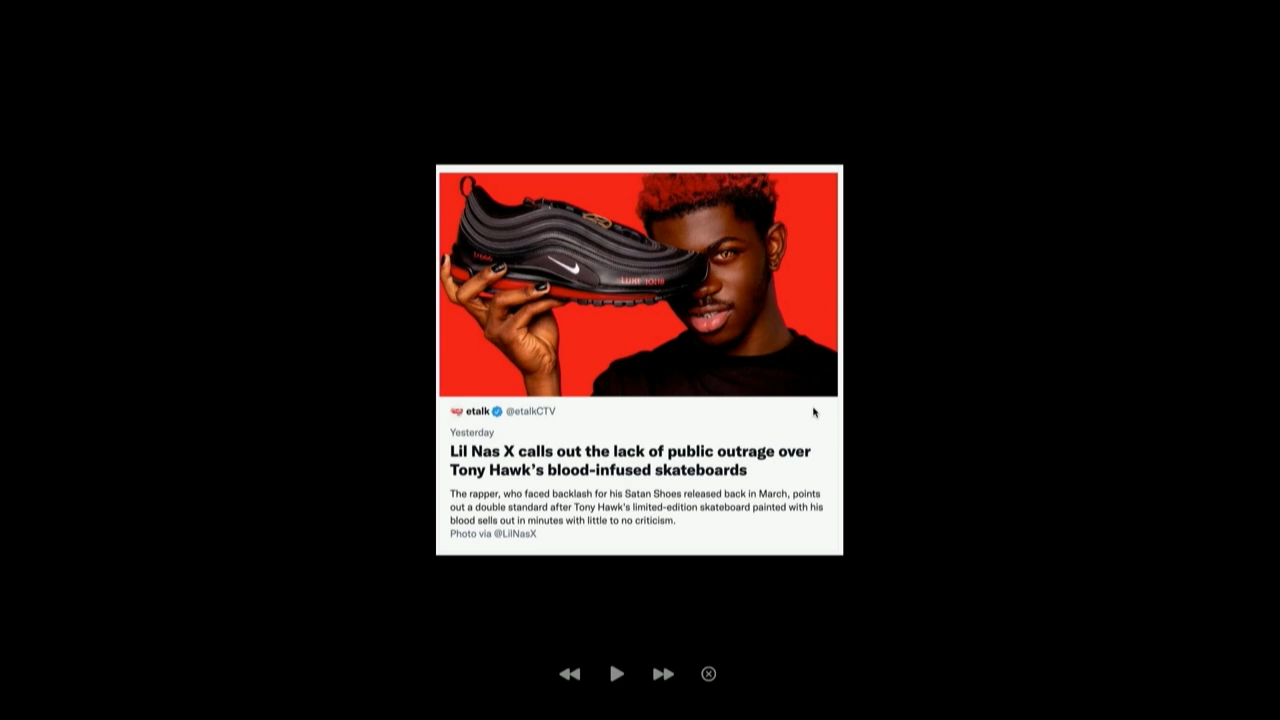 LUKE 10:18
etalk @etalkCTV
Yesterday
Lil Nas X calls out the lack of public outrage over
Tony Hawk's blood-infused skateboards
The rapper, who faced backlash for his Satan Shoes released back in March, points
out a double standard after Tony Hawk's limited-edition skateboard painted with his
blood sells out in minutes with little to no criticism.
Photo via @LilNasX